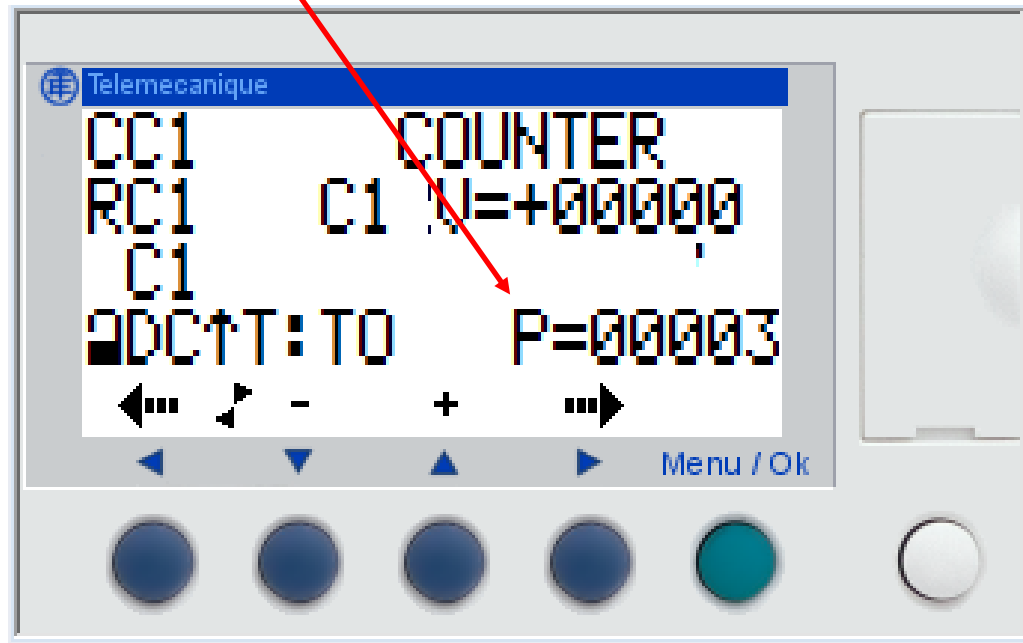 Telemecanique
CC1 COUNTER
RC1 C1 V=+00000
C1
DC↑T:TO P=00003
- +
Menu / Ok